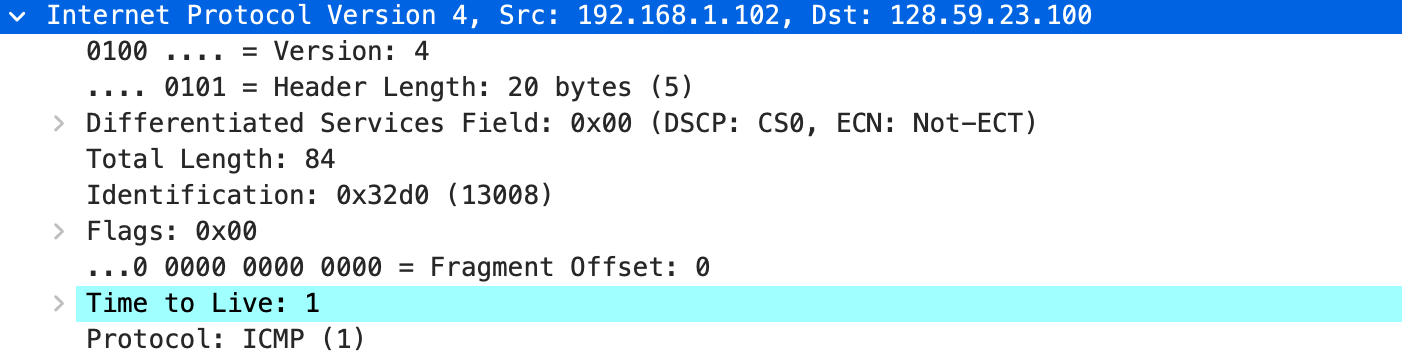 Internet Protocol Version 4, Src: 192.168.1.102, Dst: 128.59.23.100
0100 .... = Version: 4
.... 0101 = Header Length: 20 bytes (5)
Differentiated Services Field: 0x00 (DSCP: CS0, ECN: Not-ECT)
Total Length: 84
Identification: 0x32d0 (13008)
Flags: 0x00
...0 0000 0000 0000 = Fragment Offset: 0
Time to Live: 1
Protocol: ICMP (1)